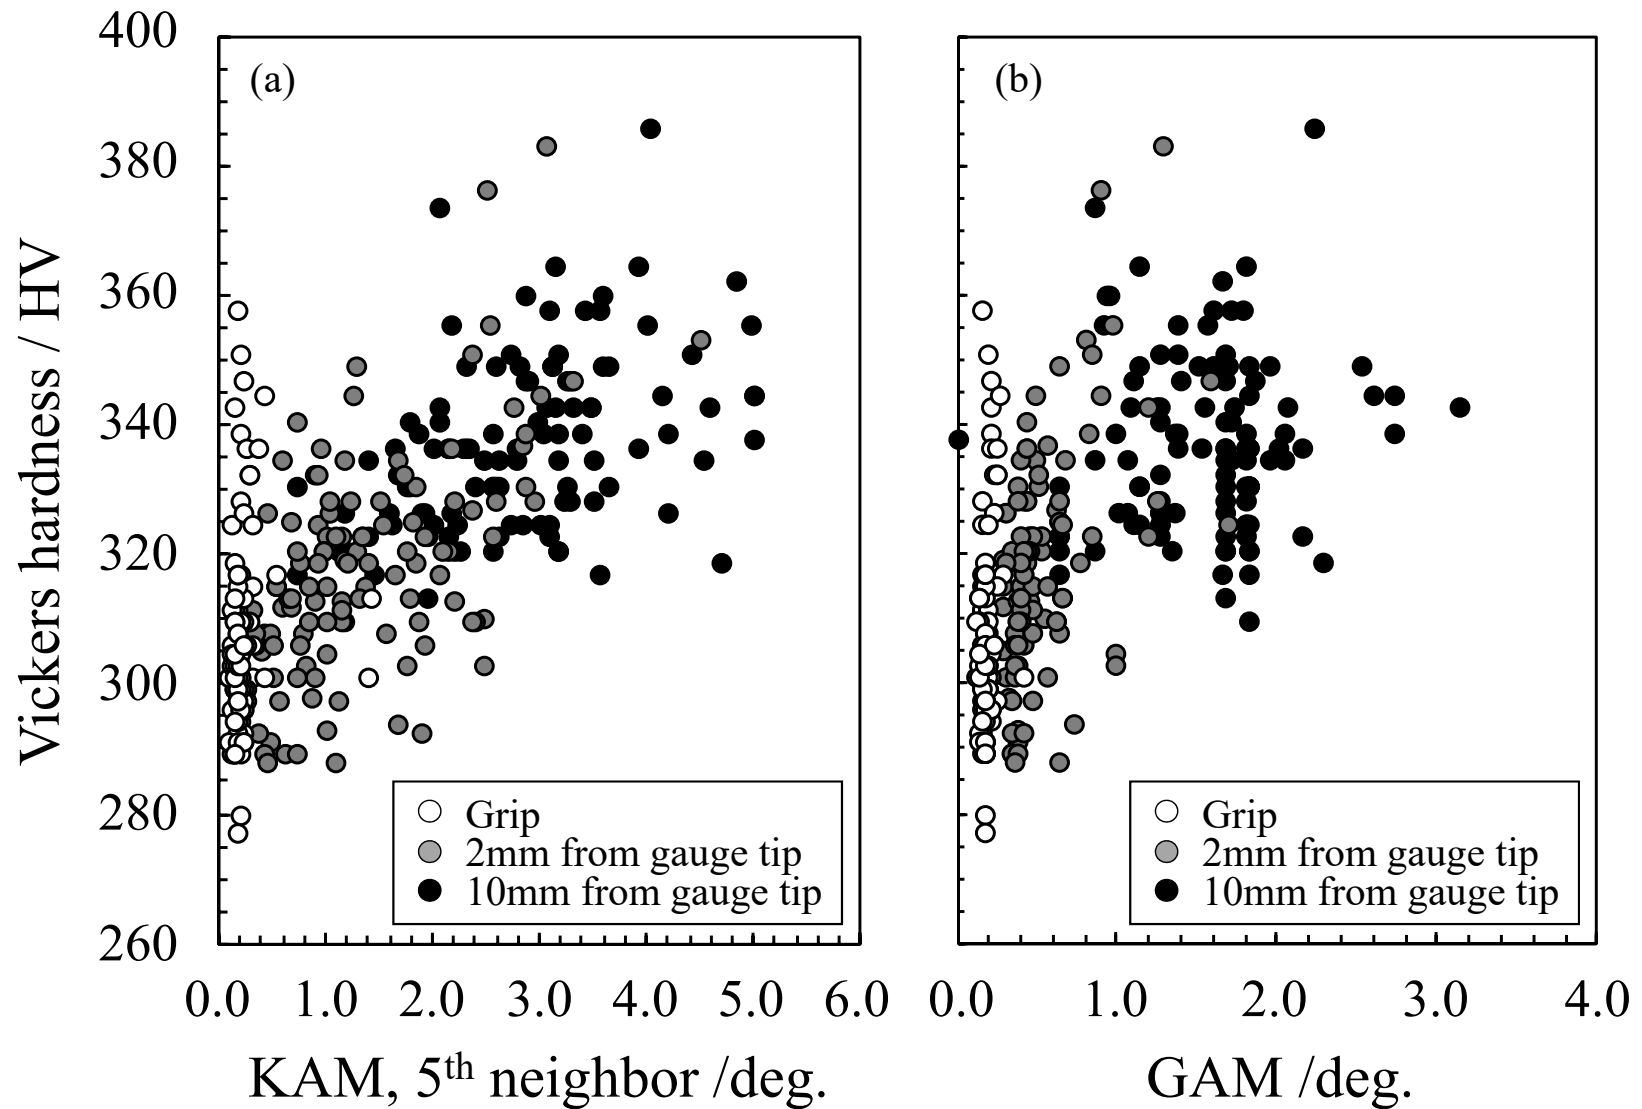 400
380
360
340
320
300
280
260
Vickers hardness / HV
(a)
Grip
2mm from gauge tip
10mm from gauge tip
0.0 1.0 2.0 3.0 4.0 5.0 6.0
KAM, 5th neighbor /deg.
(b)
Grip
2mm from gauge tip
10mm from gauge tip
0.0 1.0 2.0 3.0 4.0
GAM /deg.